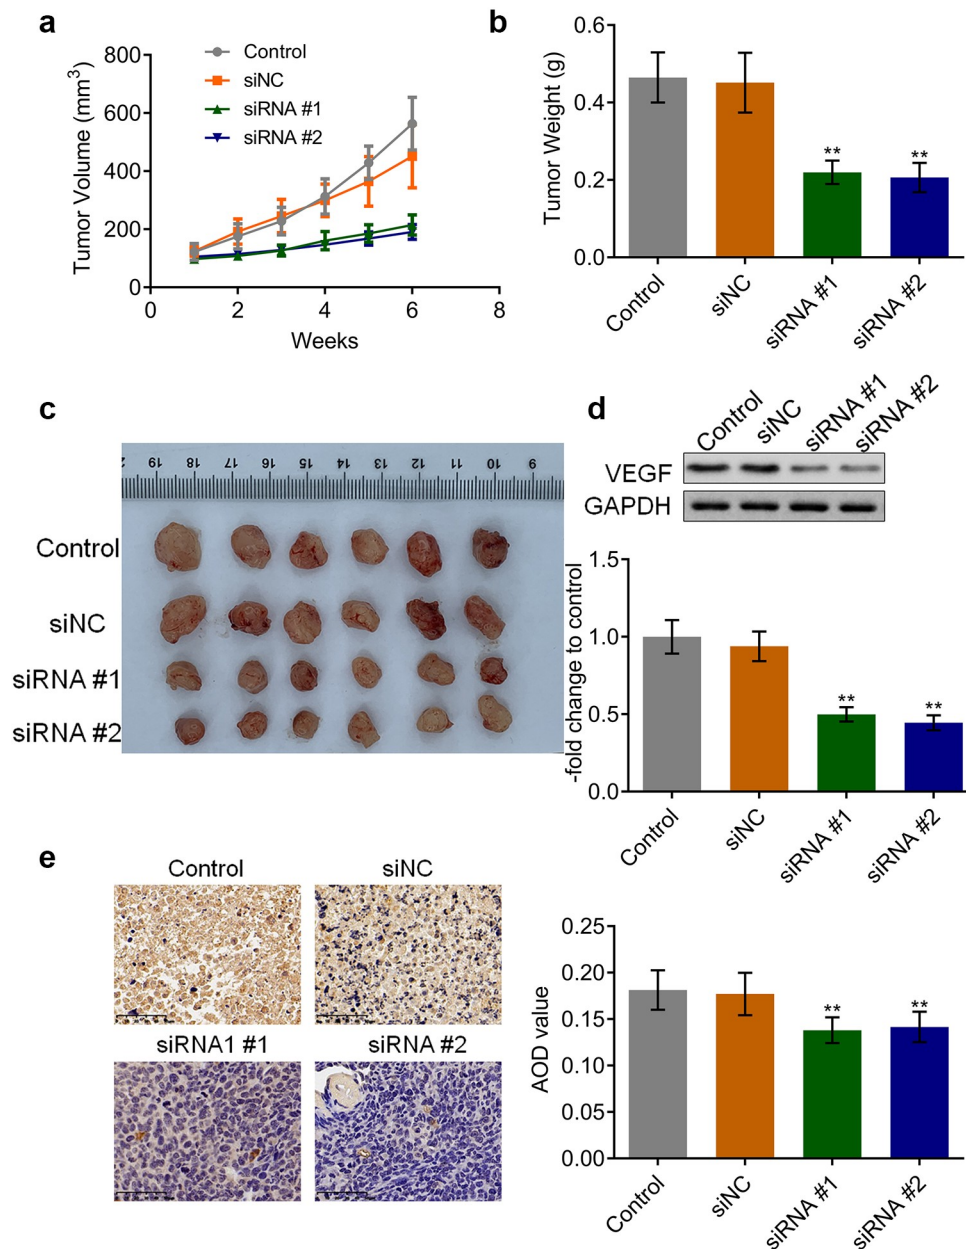 a
800
600
400
200
0
Tumor Volume (mm3)
0 2 4 6 8
Weeks
Control
siNC
siRNA #1
siRNA #2
b
0.6
0.4
0.2
0.0
Tumor Weight (g)
** **
Control siNC siRNA #1 siRNA #2
c
19 18 17 16 15 14 13 12 11 10 9
Control
siNC
siRNA #1
siRNA #2
d
Control siNC siRNA #1 siRNA #2
VEGF
GAPDH
1.5
1.0
0.5
0.0
-fold change to control
** **
Control siNC siRNA #1 siRNA #2
e
Control siNC
siRNA1 #1 siRNA #2
0.25
0.20
0.15
0.10
0.05
0.00
AOD value
** **
Control siNC siRNA #1 siRNA #2